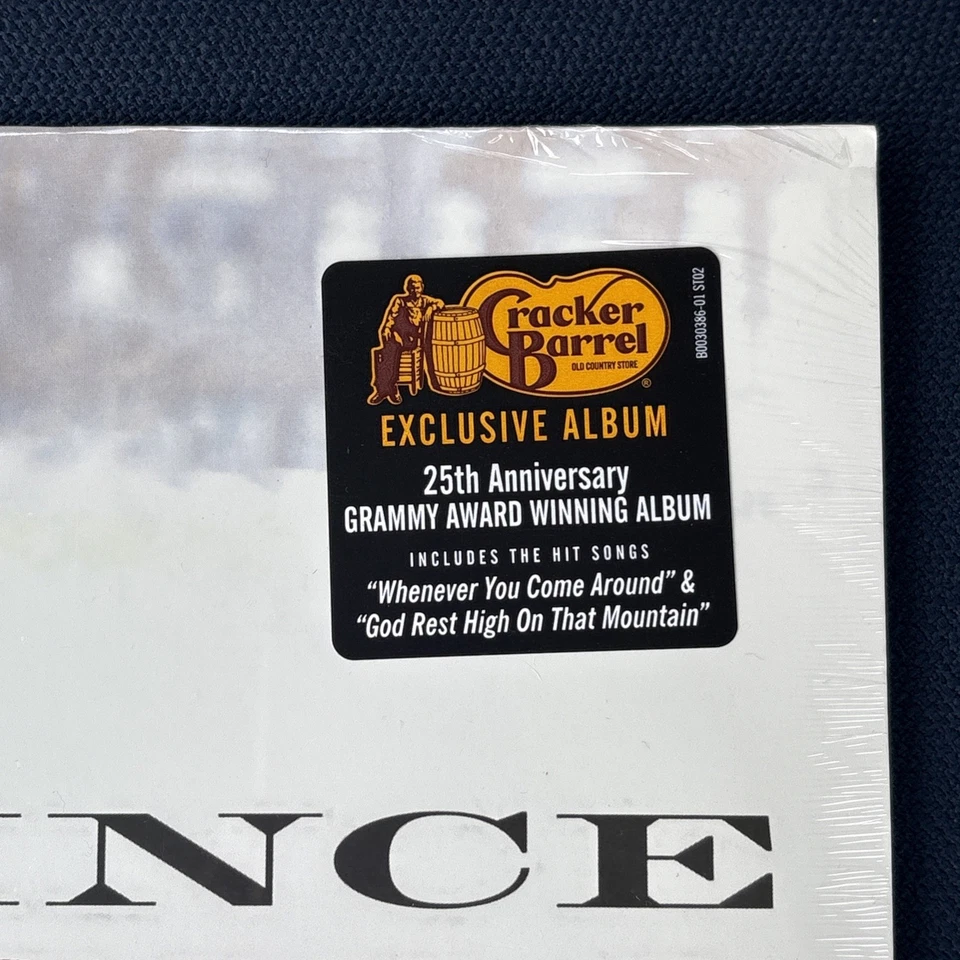 Cracker
Barrel
OLD COUNTRY STORE
®
B0030386-01 ST02
EXCLUSIVE ALBUM
25th Anniversary
GRAMMY AWARD WINNING ALBUM
INCLUDES THE HIT SONGS
“Whenever You Come Around” &
“God Rest High On That Mountain”
INCE